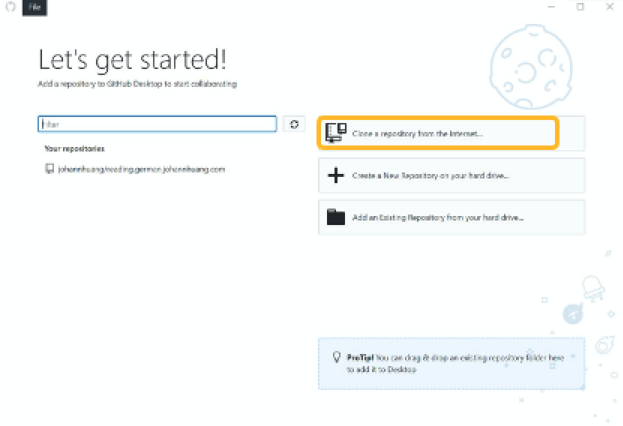 File
Let's get started!
Add a repository to GitHub Desktop to start collaborating
Filter
Your repositories
johannhuang/reading.german.johannhuang.com
Clone a repository from the Internet...
Create a New Repository on your hard drive...
Add an Existing Repository from your hard drive...
ProTip! You can drag & drop an existing repository folder here
to add it to Desktop